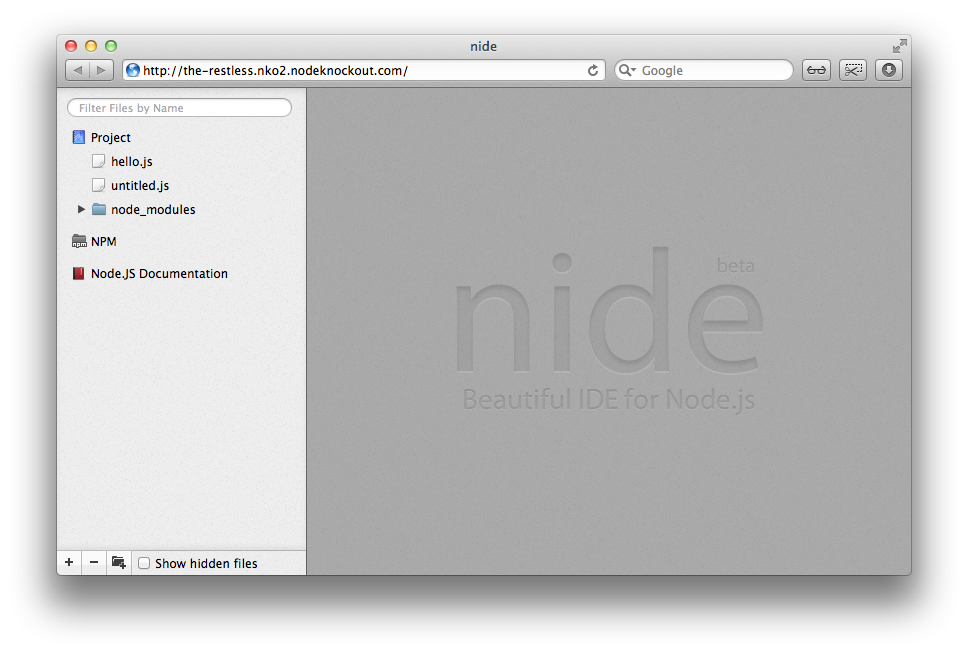 nide
http://the-restless.nko2.nodeknockout.com/
Google
Filter Files by Name
Project
hello.js
untitled.js
node_modules
npm
NPM
Node.JS Documentation
beta
nide
Beautiful IDE for Node.js
Show hidden files